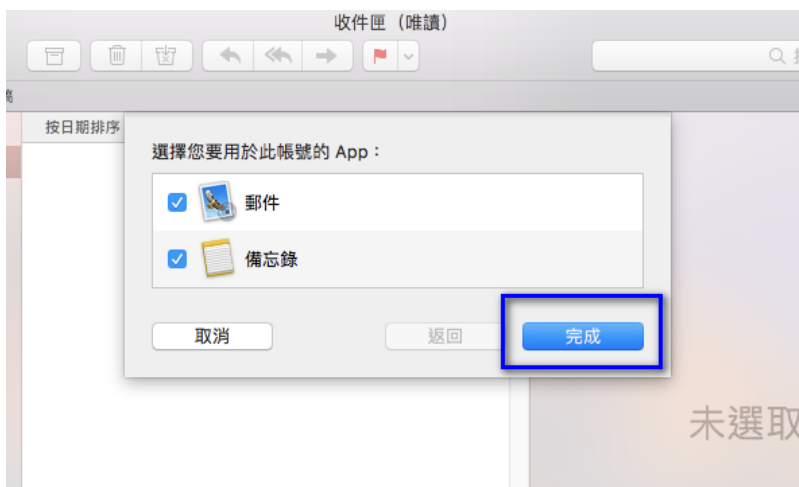 收件匣（唯讀）
按日期排序
選擇您要用於此帳號的 App：
郵件
備忘錄
取消
返回
完成
未選取